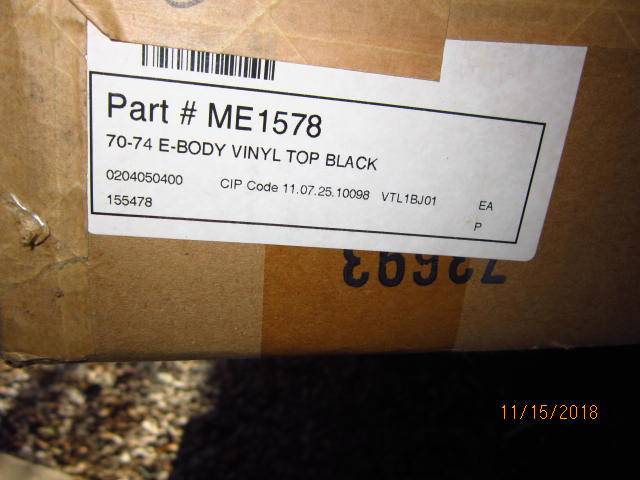 Part # ME1578
70-74 E-BODY VINYL TOP BLACK
0204050400 CIP Code 11.07.25.10098 VTL1BJ01 EA
155478 P
73693
11/15/2018